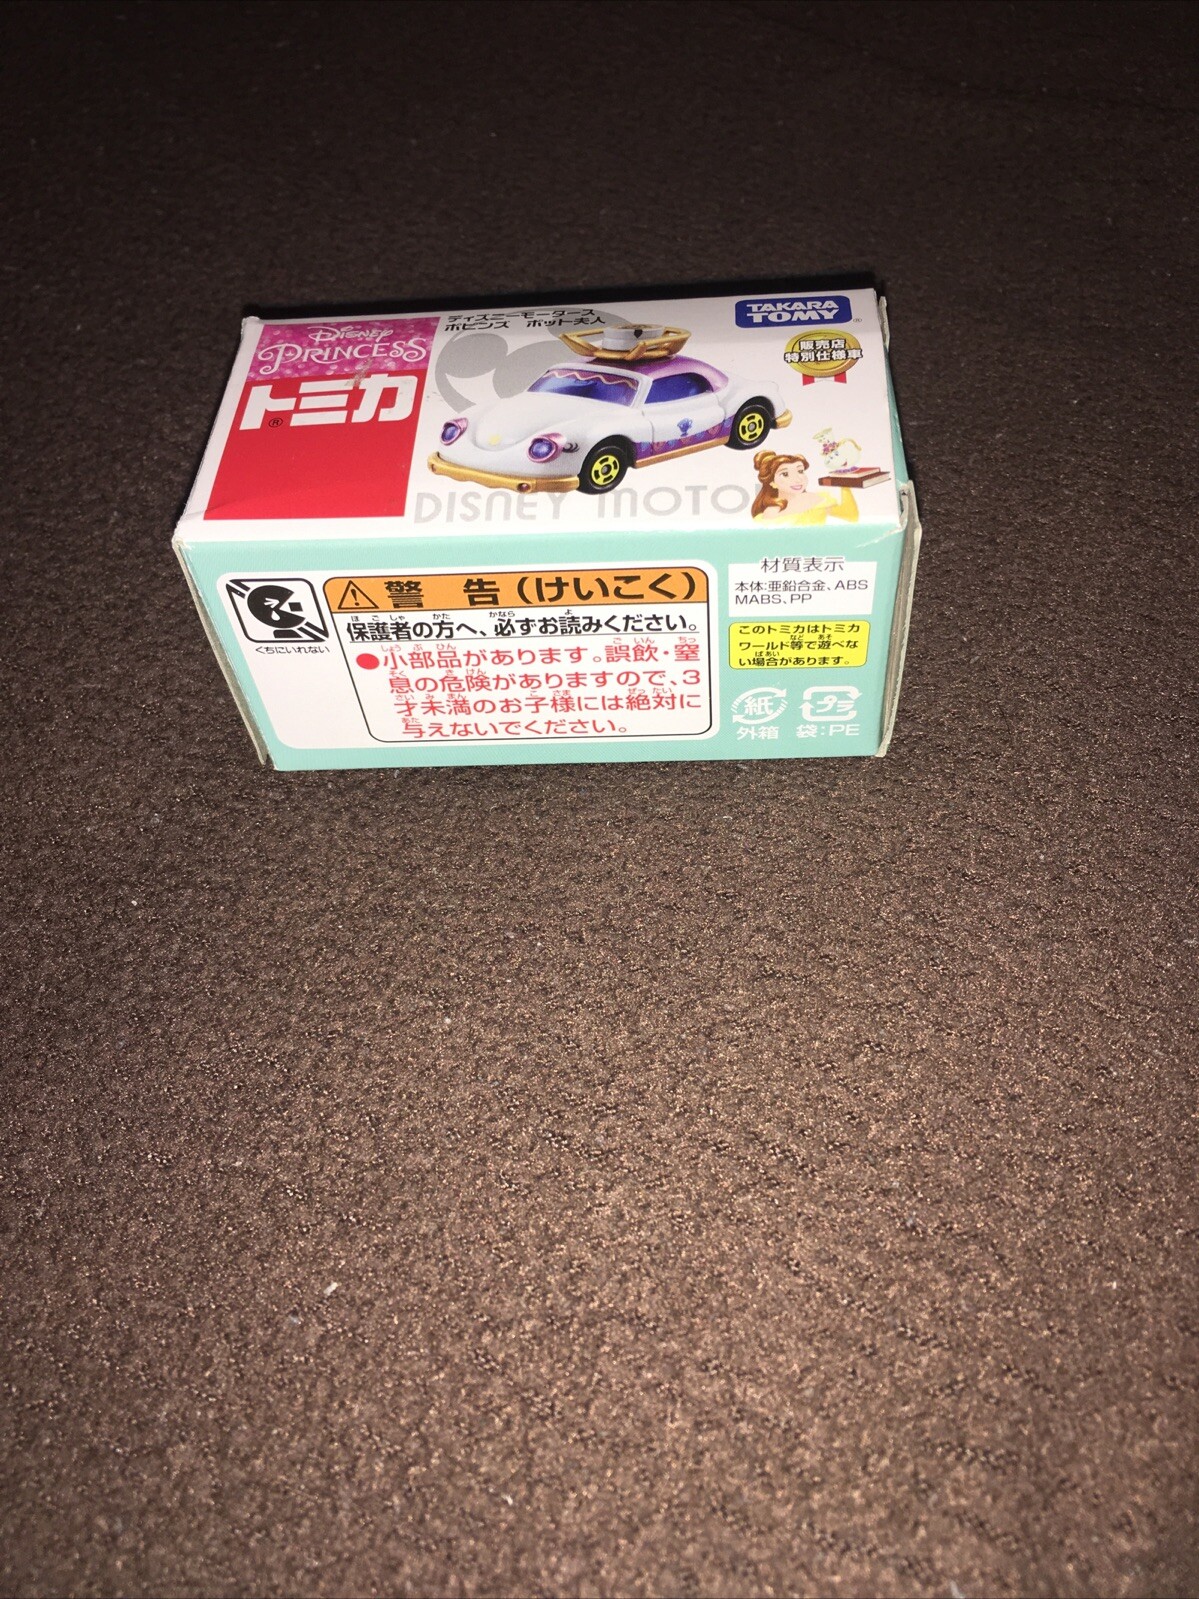 Disney
PRINCESS
トミカ
®
ディズニーモータース
ポピンズ ポット夫人
TAKARA
TOMY
®
販売店
特別仕様車
DISNEY MOTO
くちにいれない
警告(けいこく)
保護者の方へ、必ずお読みください。
●小部品があります。誤飲・窒
息の危険がありますので、3
才未満のお子様には絶対に
与えないでください。
材質表示
本体:亜鉛合金、ABS
MABS、PP
このトミカはトミカ
ワールド等で遊べな
い場合があります。
紙
外箱
プラ
袋:PE